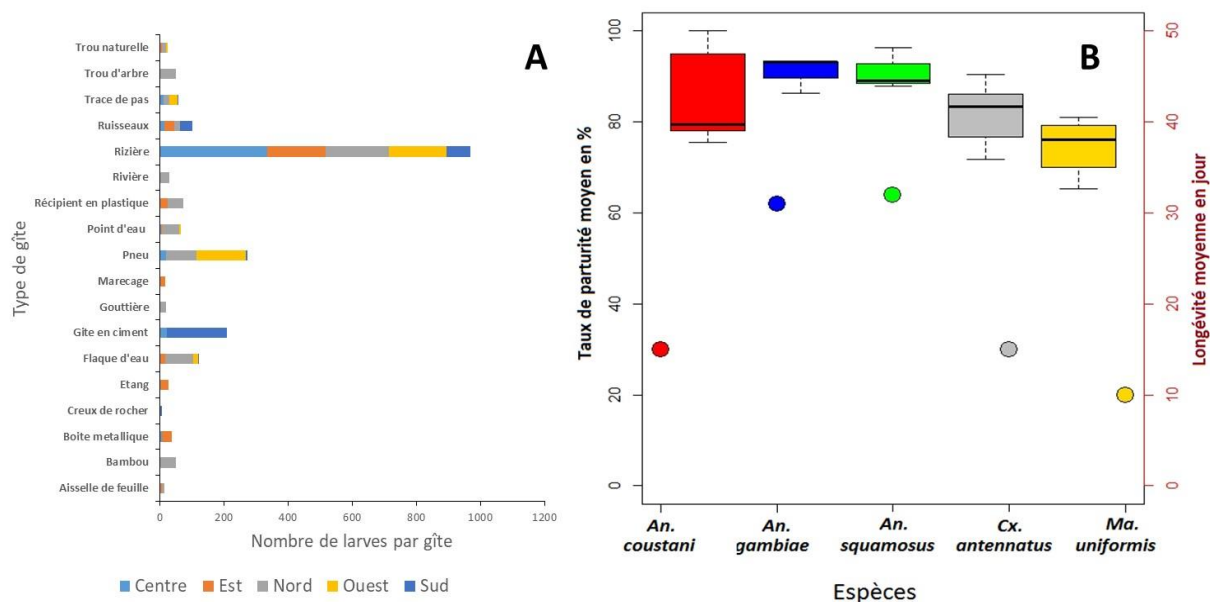 A
Type de gîte
Trou naturelle
Trou d'arbre
Trace de pas
Ruisseaux
Rizière
Rivière
Récipient en plastique
Point d'eau
Pneu
Marecage
Gouttière
Gite en ciment
Flaque d'eau
Etang
Creux de rocher
Boite metallique
Bambou
Aisselle de feuille
0 200 400 600 800 1000 1200
Nombre de larves par gîte
Centre Est Nord Ouest Sud
B
Taux de parturité moyen en %
100
80
60
40
20
0
50
40
30
20
10
0
Longévité moyenne en jour
An. coustani
An. gambiae
An. squamosus
Cx. antennatus
Ma. uniformis
Espèces